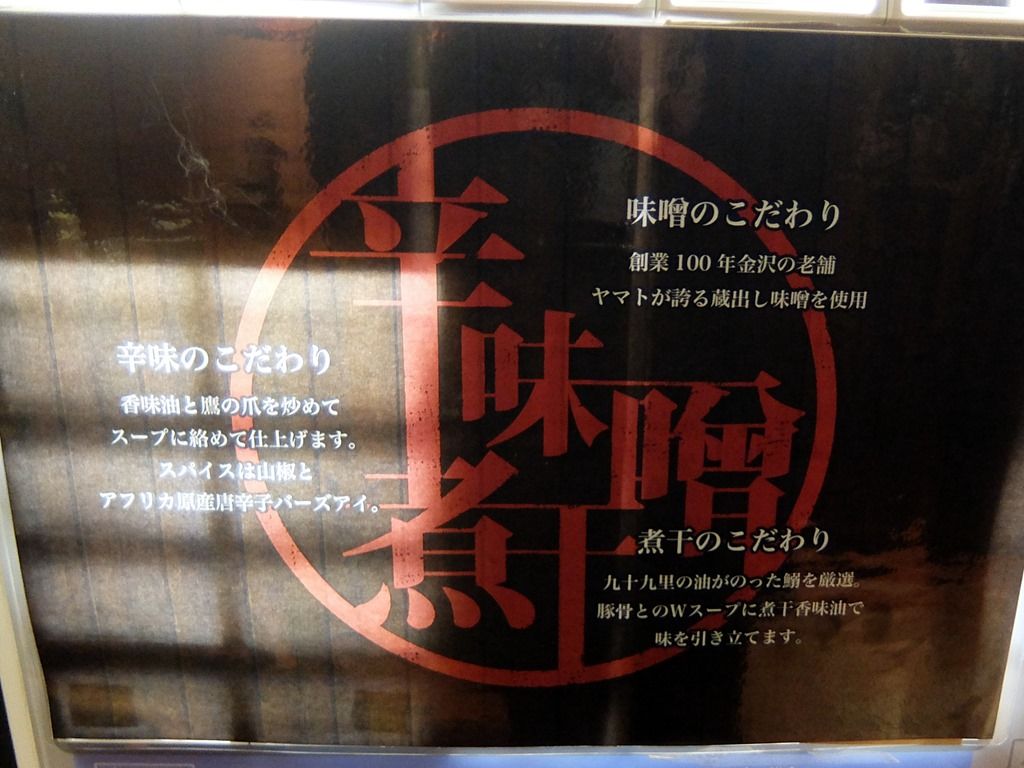 辛味噌
煮干
味噌のこだわり
創業100年金沢の老舗
ヤマトが誇る蔵出し味噌を使用
辛味のこだわり
香味油と鷹の爪を炒めて
スープに絡めて仕上げます。
スパイスは山椒と
アフリカ原産唐辛子バーズアイ。
煮干のこだわり
九十九里の油がのった鰯を厳選。
豚骨とのWスープに煮干香味油で
味を引き立てます。